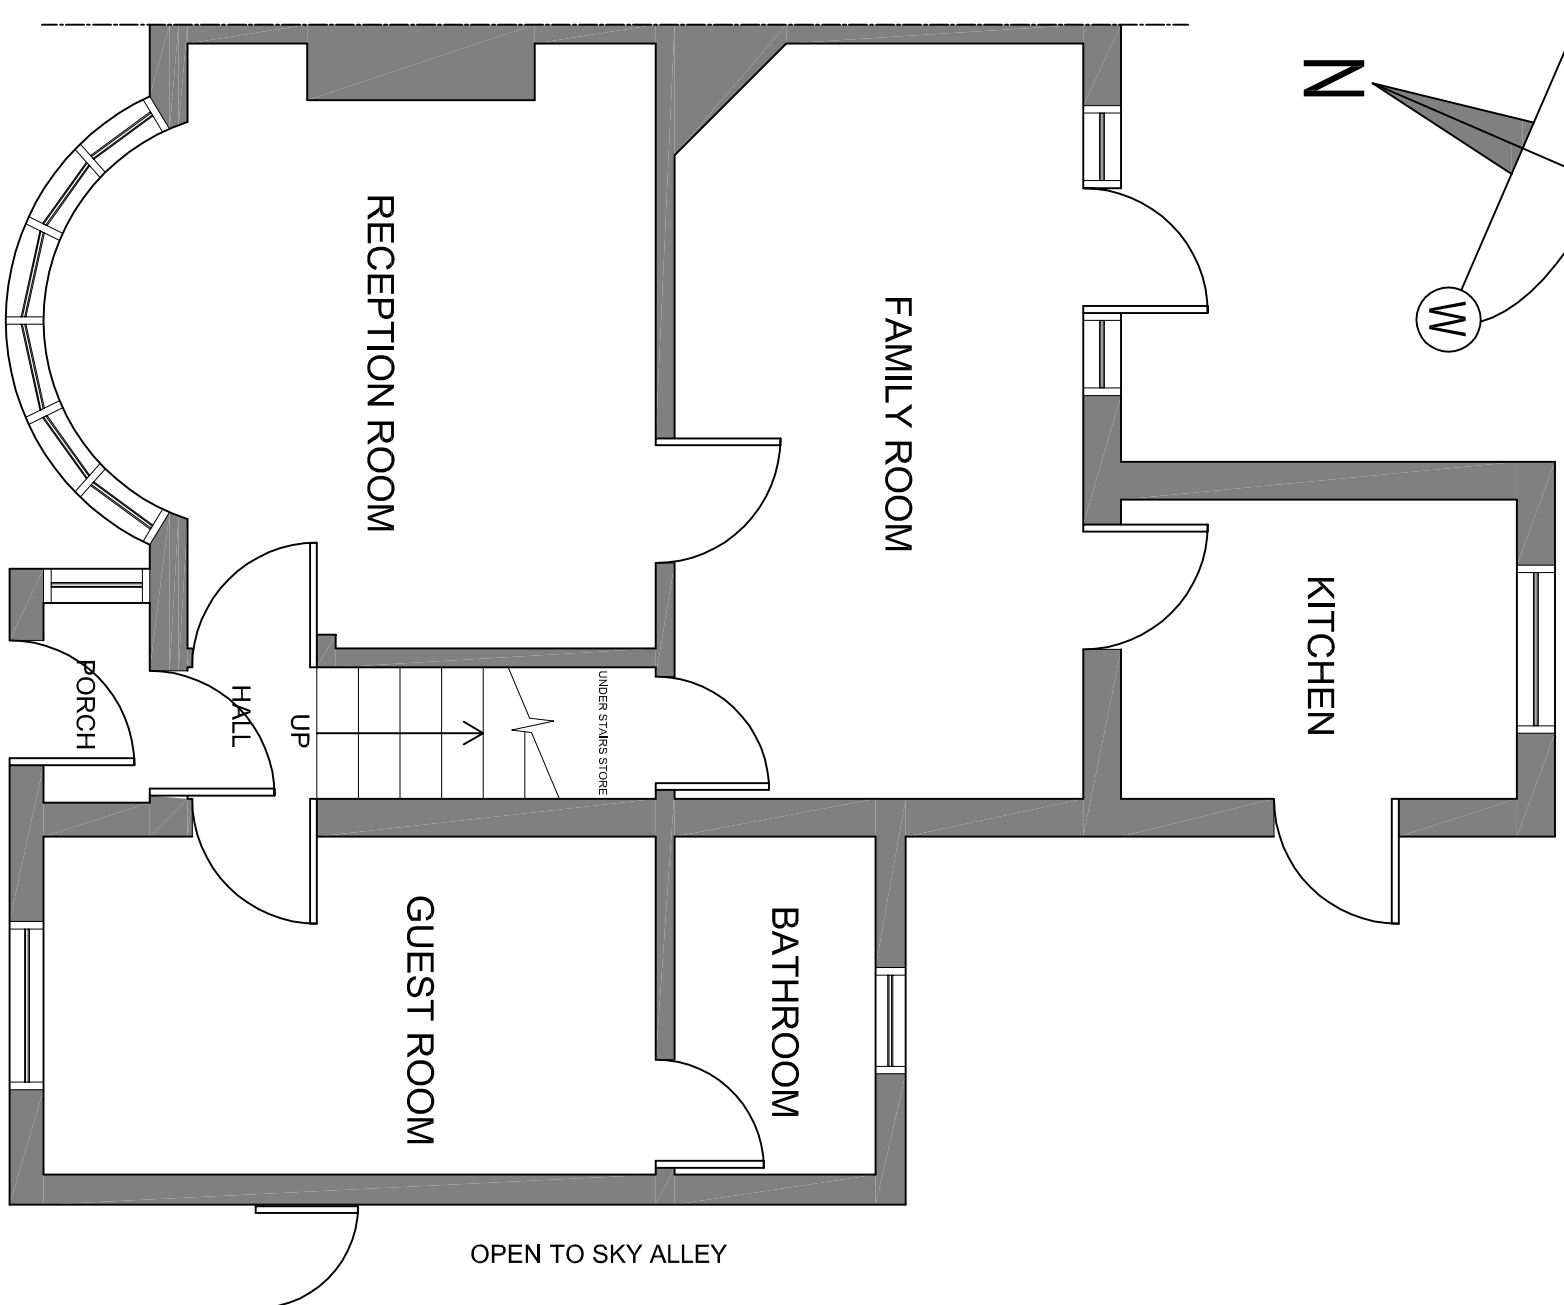 N
W
RECEPTION ROOM
FAMILY ROOM
KITCHEN
PORCH
HALL
UP
UNDER STAIRS STORE
GUEST ROOM
BATHROOM
OPEN TO SKY ALLEY